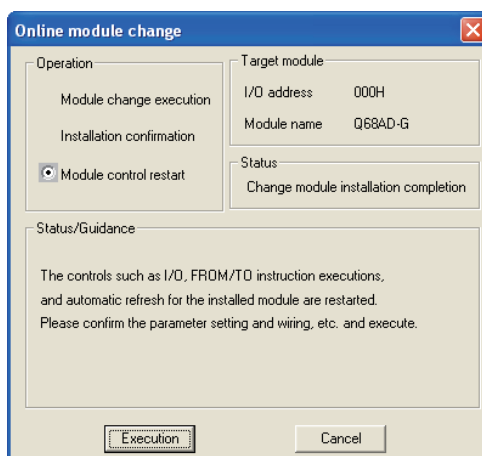 Online module change
Operation
Module change execution
Installation confirmation
Module control restart
Target module
I/O address 000H
Module name Q68AD-G
Status
Change module installation completion
Status/Guidance
The controls such as I/O, FROM/TO instruction executions,
and automatic refresh for the installed module are restarted.
Please confirm the parameter setting and wiring, etc. and execute.
Execution
Cancel